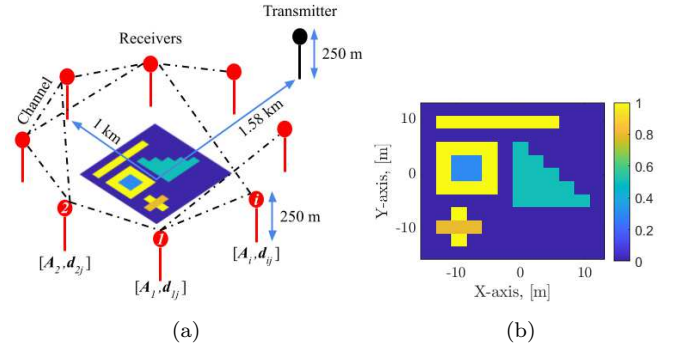 Transmitter
250 m
Receivers
Channel
1 km
1.58 km
2
1
i
250 m
[A₂,d₂ⱼ]
[A₁,d₁ⱼ]
[Aᵢ,dᵢⱼ]
(a)
Y-axis, [m]
10
0
-10
-10
0
10
X-axis, [m]
1
0.8
0.6
0.4
0.2
0
(b)